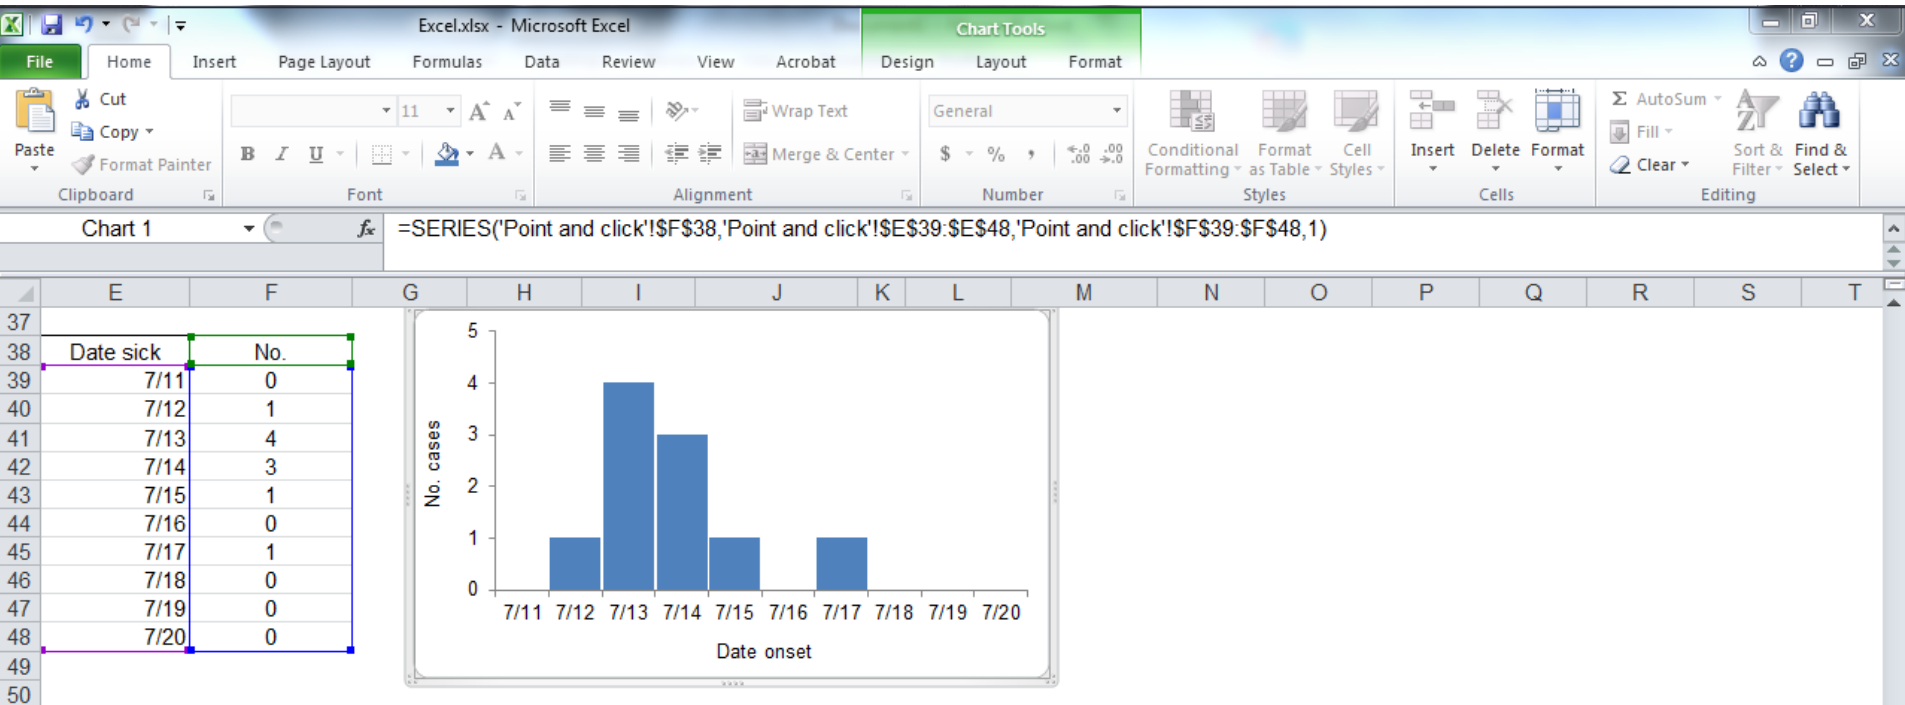 Excel.xlsx - Microsoft Excel
Chart Tools
File Home Insert Page Layout Formulas Data Review View Acrobat Design Layout Format
Cut
Copy
Format Painter
Paste
Clipboard
11
A A
B I U A
Font
Wrap Text
Merge & Center
Alignment
General
$ % , .0 .00 .00 .0
Number
Conditional Formatting
Format as Table
Cell Styles
Styles
Insert Delete Format
Cells
Σ AutoSum
Fill
Clear
Sort & Filter
Find & Select
Editing
Chart 1
fx
=SERIES('Point and click'!$F$38,'Point and click'!$E$39:$E$48,'Point and click'!$F$39:$F$48,1)
E F G H I J K L M N O P Q R S T
37
38 Date sick No.
39 7/11 0
40 7/12 1
41 7/13 4
42 7/14 3
43 7/15 1
44 7/16 0
45 7/17 1
46 7/18 0
47 7/19 0
48 7/20 0
49
50
No. cases
5
4
3
2
1
0
7/11 7/12 7/13 7/14 7/15 7/16 7/17 7/18 7/19 7/20
Date onset